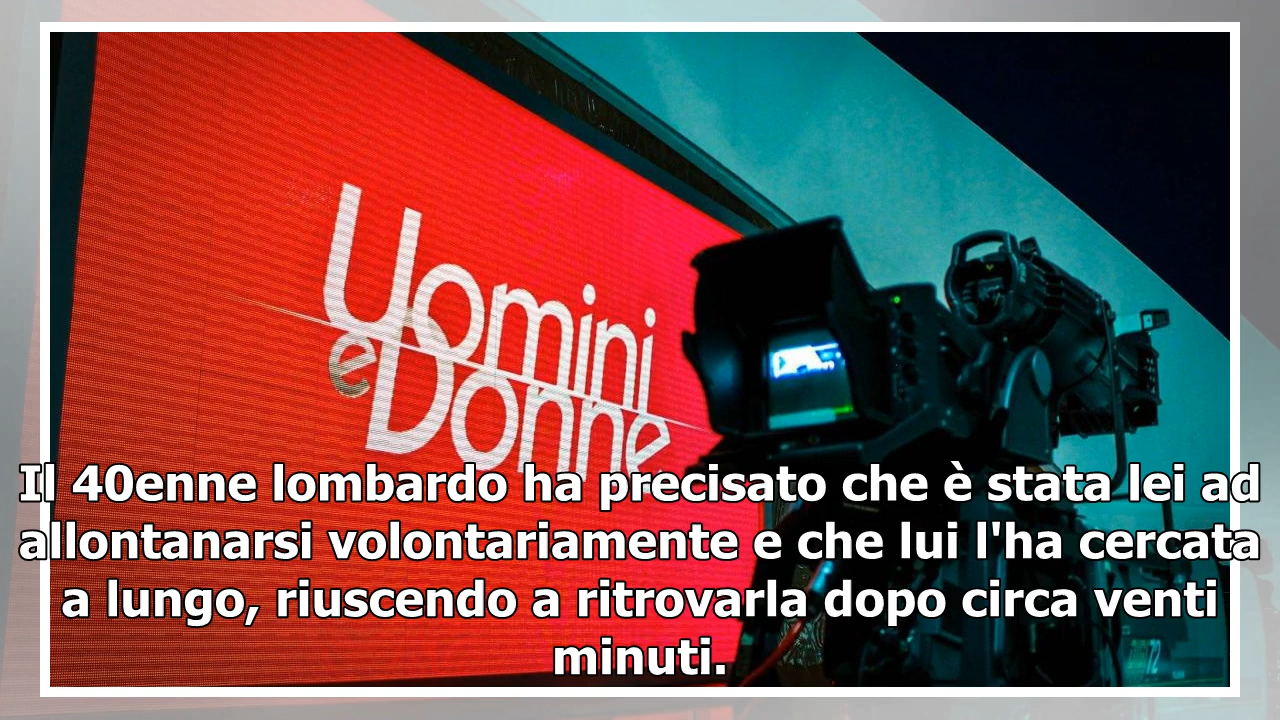 Uomini
e Donne
Il 40enne lombardo ha precisato che è stata lei ad
allontanarsi volontariamente e che lui l'ha cercata
a lungo, riuscendo a ritrovarla dopo circa venti
minuti.